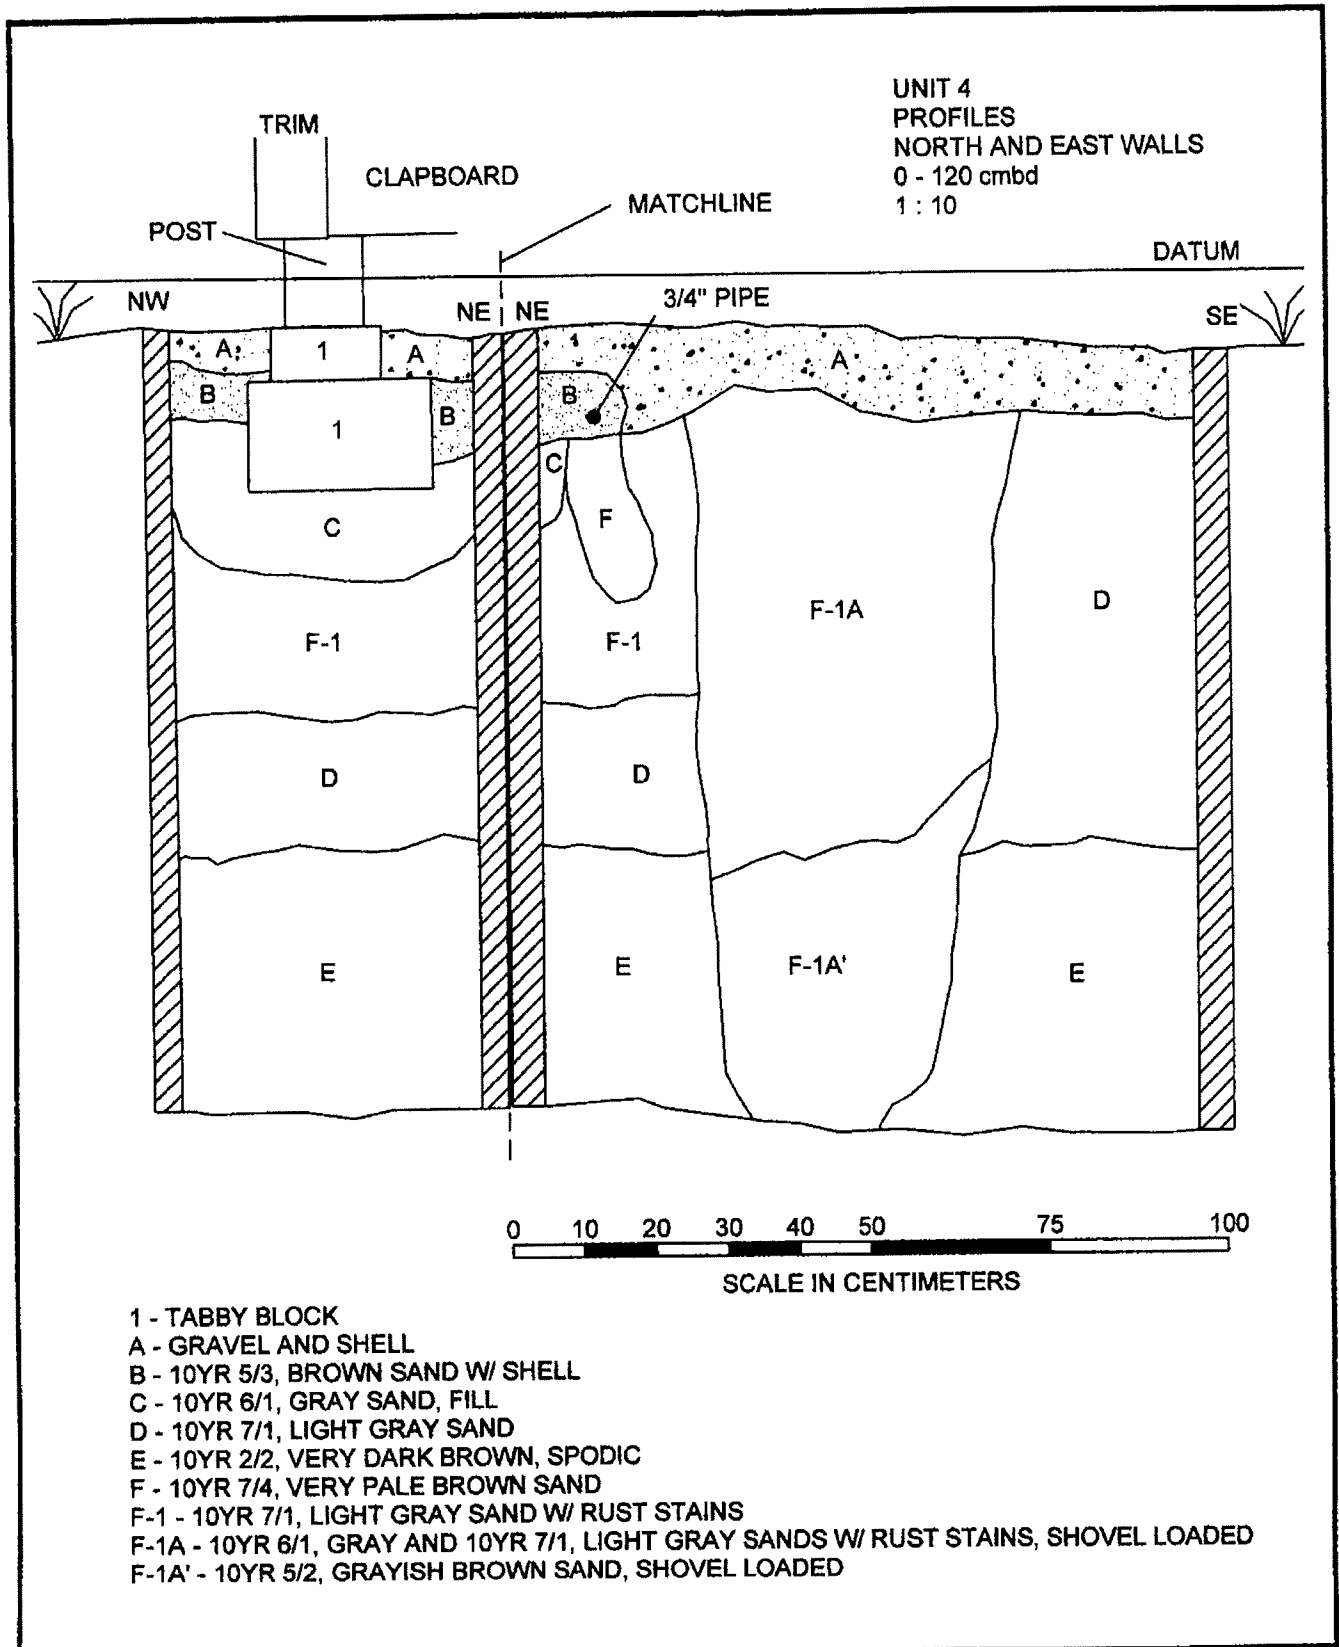 UNIT 4
PROFILES
NORTH AND EAST WALLS
0 - 120 cmbd
1 : 10
TRIM
CLAPBOARD
MATCHLINE
POST
DATUM
NW
NE
NE
3/4" PIPE
SE
A
1
A
A
B
B
1
B
C
C
F
F-1A
D
F-1
F-1
D
D
E
E
F-1A'
E
0 10 20 30 40 50 75 100
SCALE IN CENTIMETERS
1 - TABBY BLOCK
A - GRAVEL AND SHELL
B - 10YR 5/3, BROWN SAND W/ SHELL
C - 10YR 6/1, GRAY SAND, FILL
D - 10YR 7/1, LIGHT GRAY SAND
E - 10YR 2/2, VERY DARK BROWN, SPODIC
F - 10YR 7/4, VERY PALE BROWN SAND
F-1 - 10YR 7/1, LIGHT GRAY SAND W/ RUST STAINS
F-1A - 10YR 6/1, GRAY AND 10YR 7/1, LIGHT GRAY SANDS W/ RUST STAINS, SHOVEL LOADED
F-1A' - 10YR 5/2, GRAYISH BROWN SAND, SHOVEL LOADED